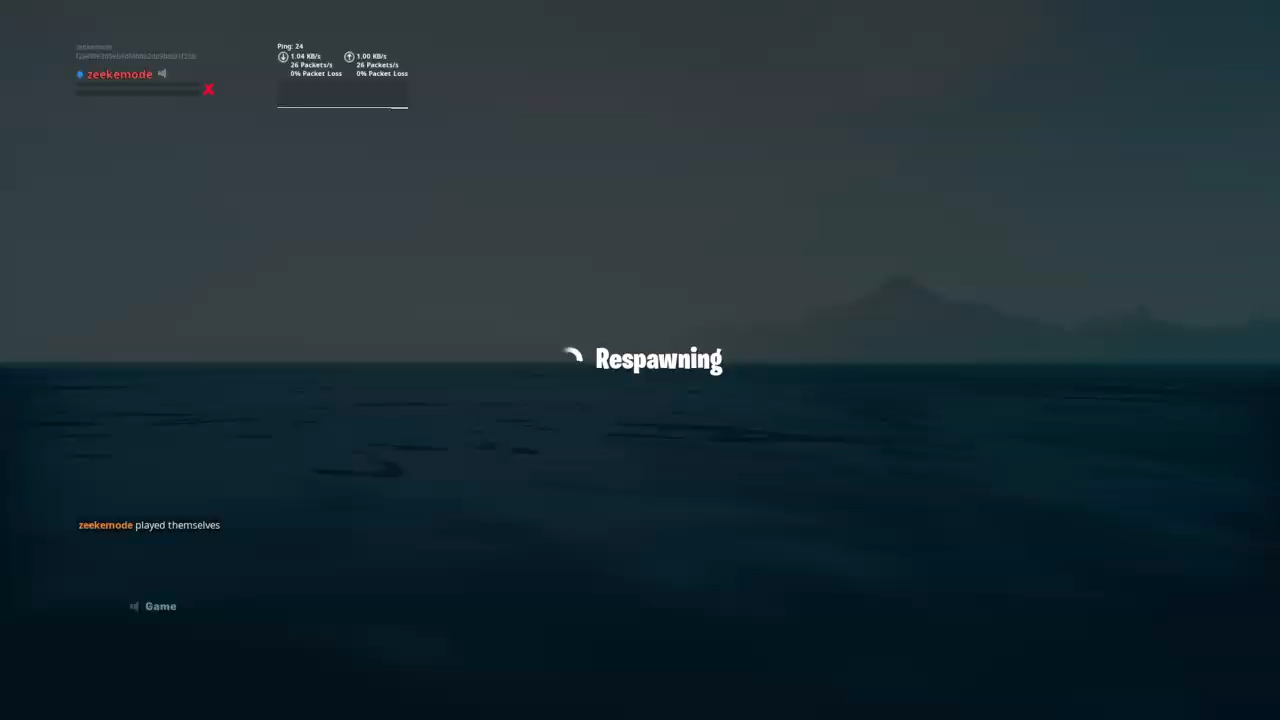 zeekemode
zeekemode
Ping: 24
1.04 KB/s 1.00 KB/s
26 Packets/s 26 Packets/s
0% Packet Loss 0% Packet Loss
Respawning
zeekemode played themselves
Game